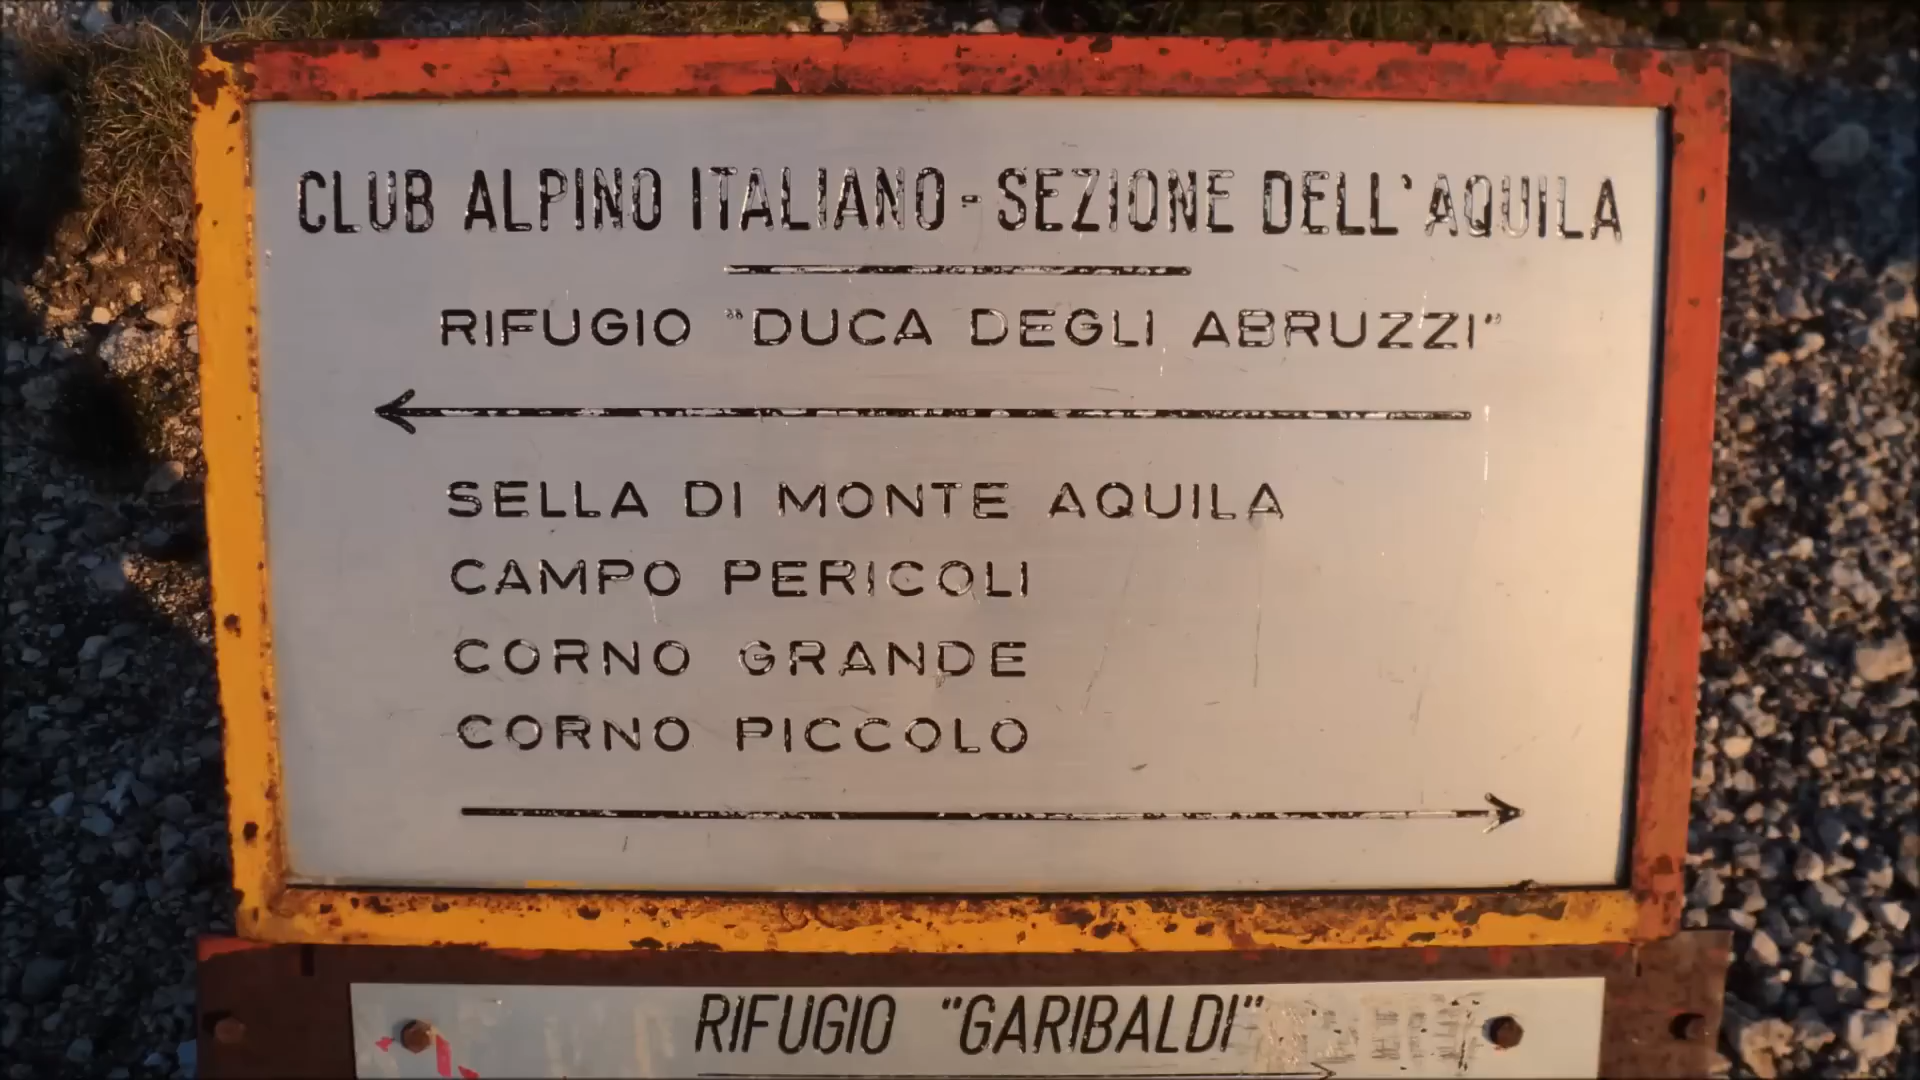 CLUB ALPINO ITALIANO - SEZIONE DELL'AQUILA
RIFUGIO "DUCA DEGLI ABRUZZI"
SELLA DI MONTE AQUILA
CAMPO PERICOLI
CORNO GRANDE
CORNO PICCOLO
RIFUGIO "GARIBALDI"